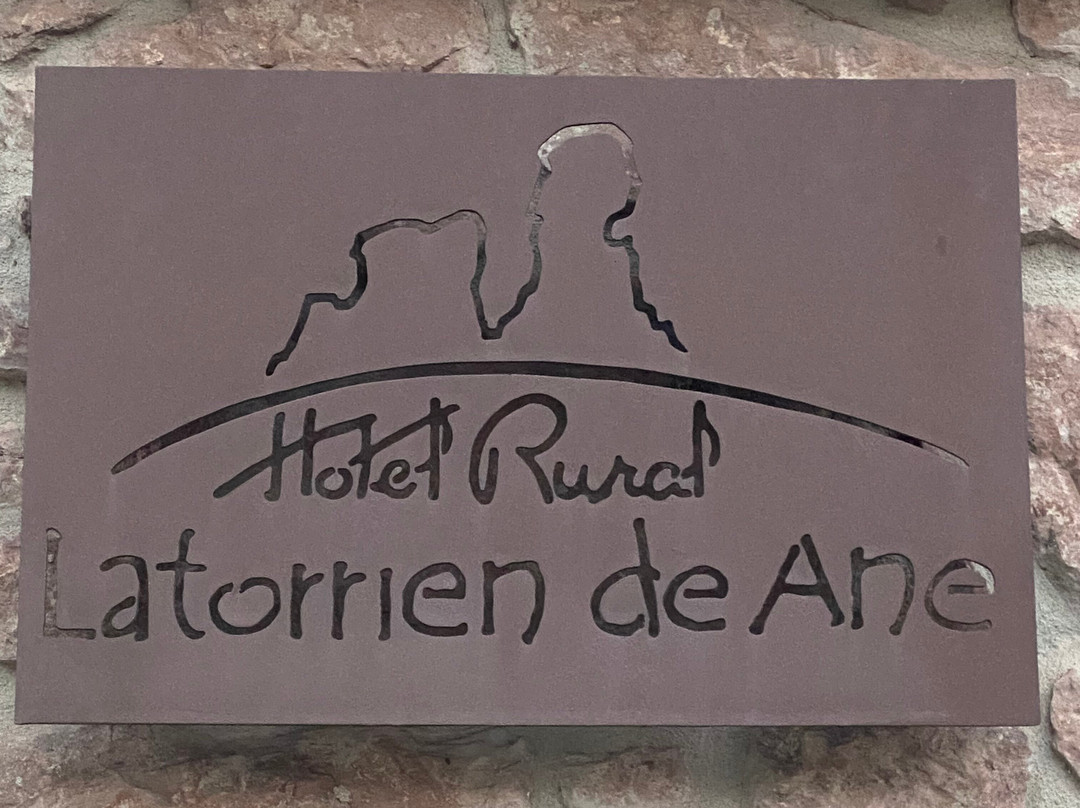 Hotel Rural
Latorrien de Ane